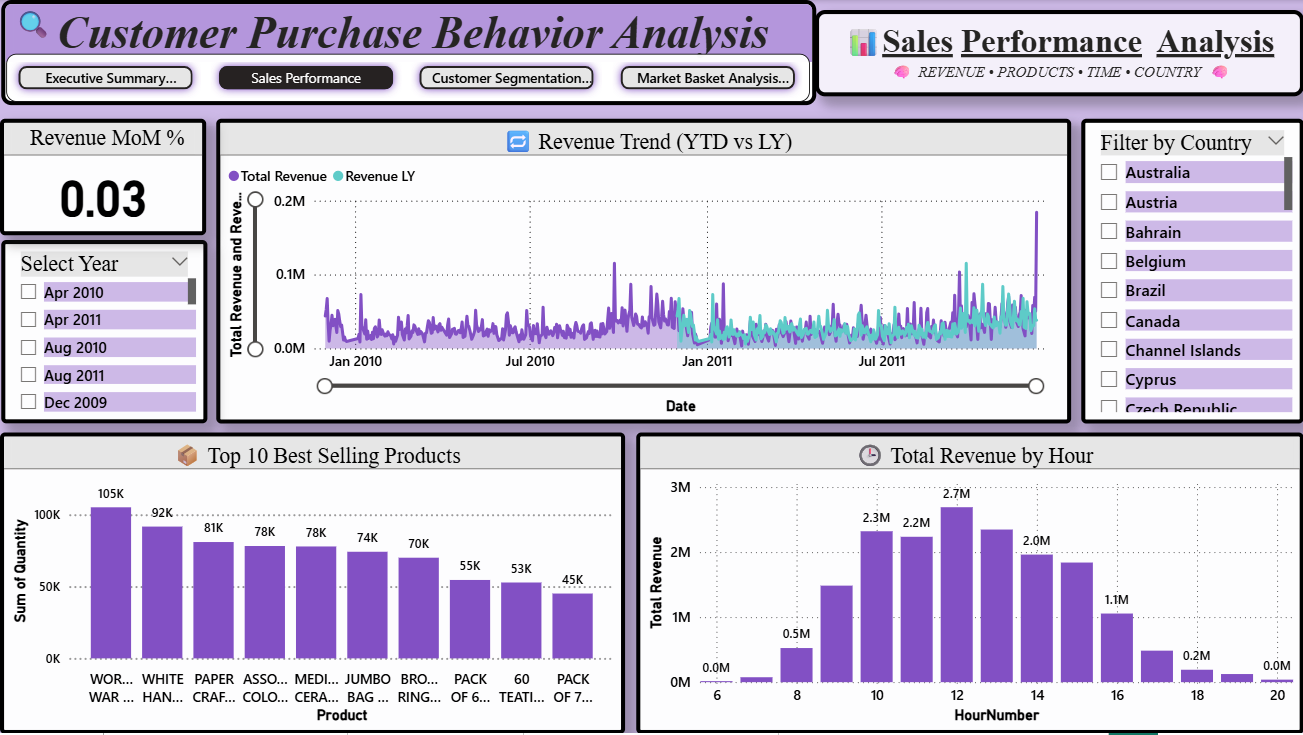 Customer Purchase Behavior Analysis
Executive Summary...
Sales Performance
Customer Segmentation...
Market Basket Analysis...
Sales Performance Analysis
REVENUE • PRODUCTS • TIME • COUNTRY
Revenue MoM %
0.03
Select Year
Apr 2010
Apr 2011
Aug 2010
Aug 2011
Dec 2009
Revenue Trend (YTD vs LY)
Total Revenue
Revenue LY
Total Revenue and Reve...
0.2M
0.1M
0.0M
Jan 2010
Jul 2010
Jan 2011
Jul 2011
Date
Filter by Country
Australia
Austria
Bahrain
Belgium
Brazil
Canada
Channel Islands
Cyprus
Czech Republic
Top 10 Best Selling Products
Sum of Quantity
100K
50K
0K
105K
92K
81K
78K
78K
74K
70K
55K
53K
45K
WOR...
WAR ...
WHITE
HAN...
PAPER
CRAF...
ASSO...
COLO...
MEDI...
CERA...
JUMBO
BAG ...
BRO...
RING...
PACK
OF 6...
60
TEATI...
PACK
OF 7...
Product
Total Revenue by Hour
Total Revenue
3M
2M
1M
0M
0.0M
0.5M
2.3M
2.2M
2.7M
2.0M
1.1M
0.2M
0.0M
6
8
10
12
14
16
18
20
HourNumber